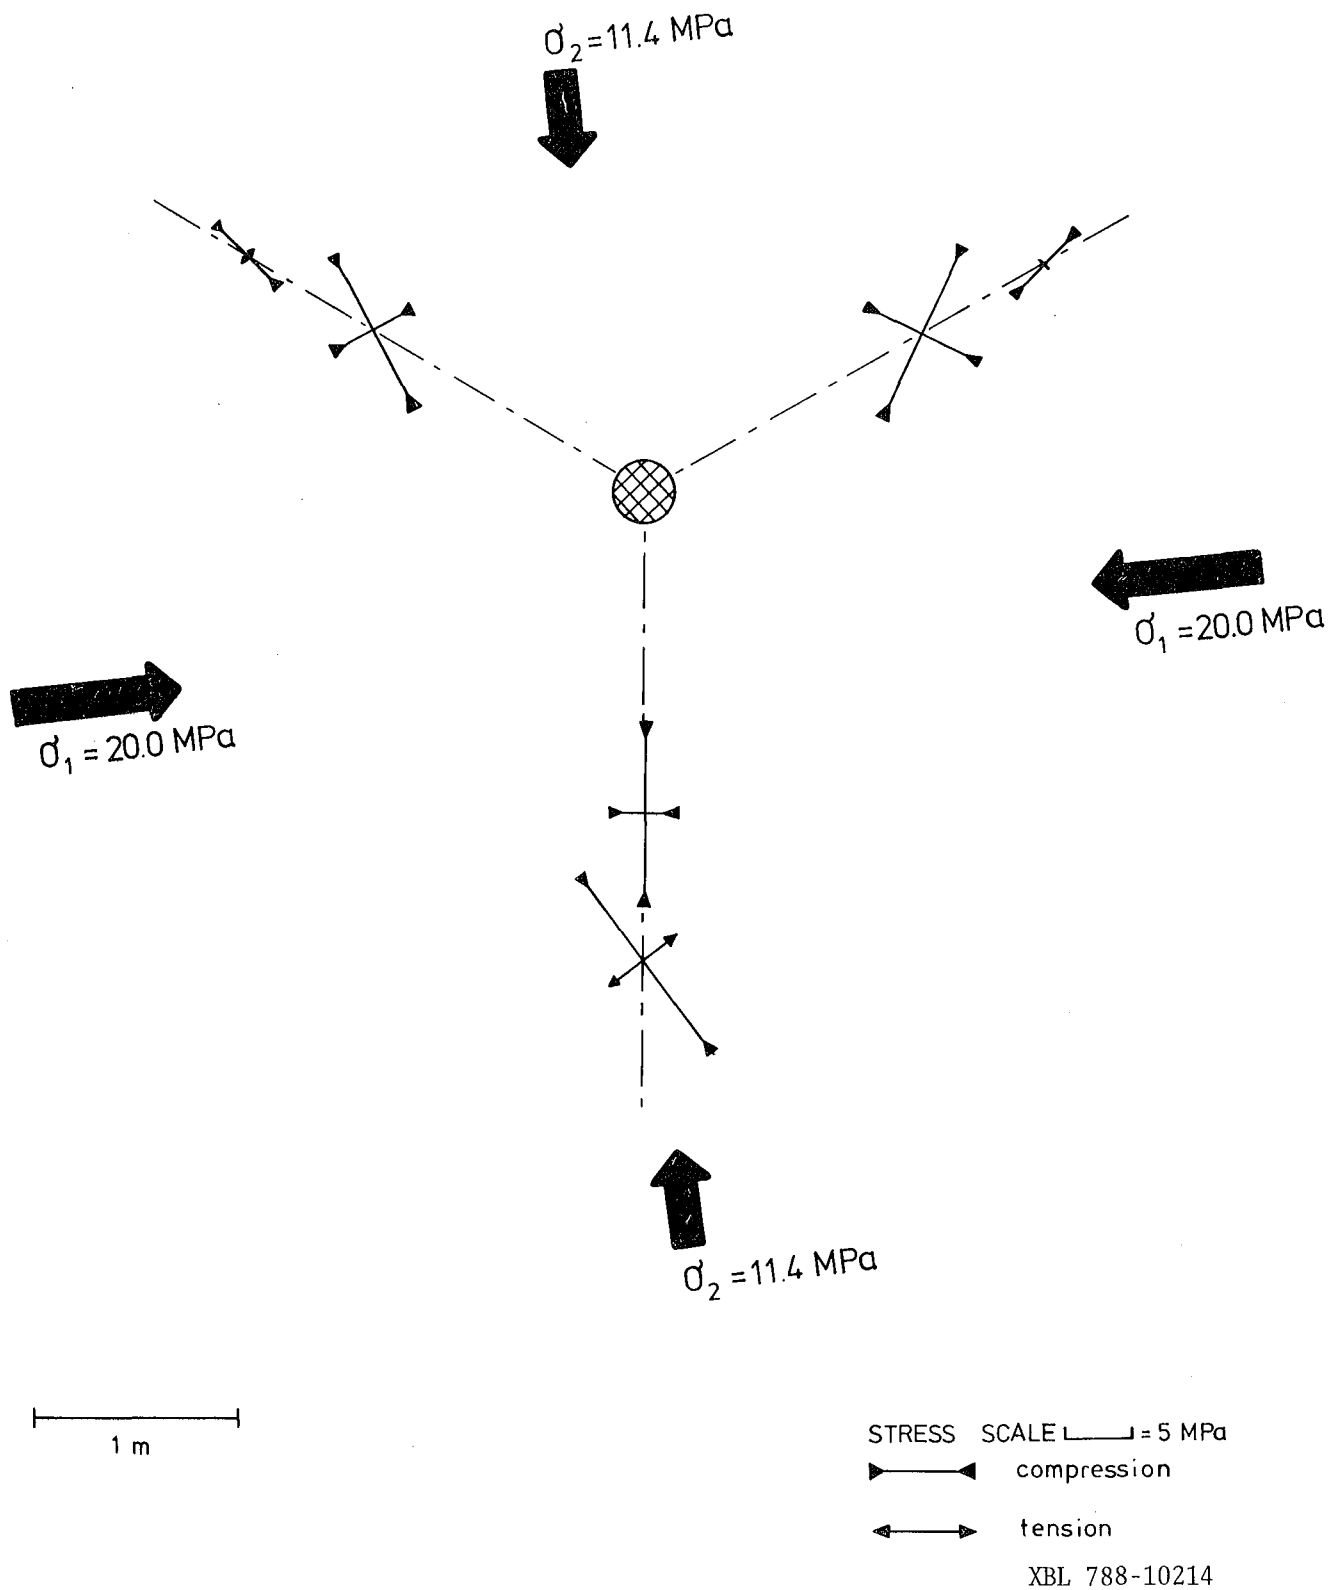 σ₂ = 11.4 MPa
σ₁ = 20.0 MPa
σ₁ = 20.0 MPa
σ₂ = 11.4 MPa
1 m
STRESS SCALE = 5 MPa
compression
tension
XBL 788-10214